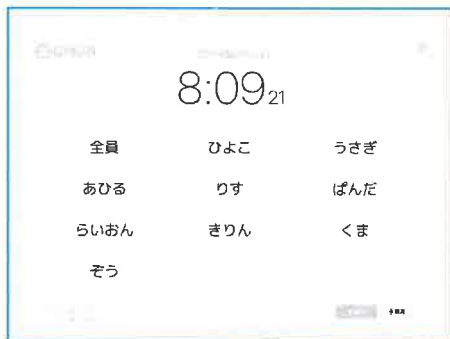 8:09 21
全員 ひよこ うさぎ
あひる りす ぱんだ
らいおん きりん くま
ぞう